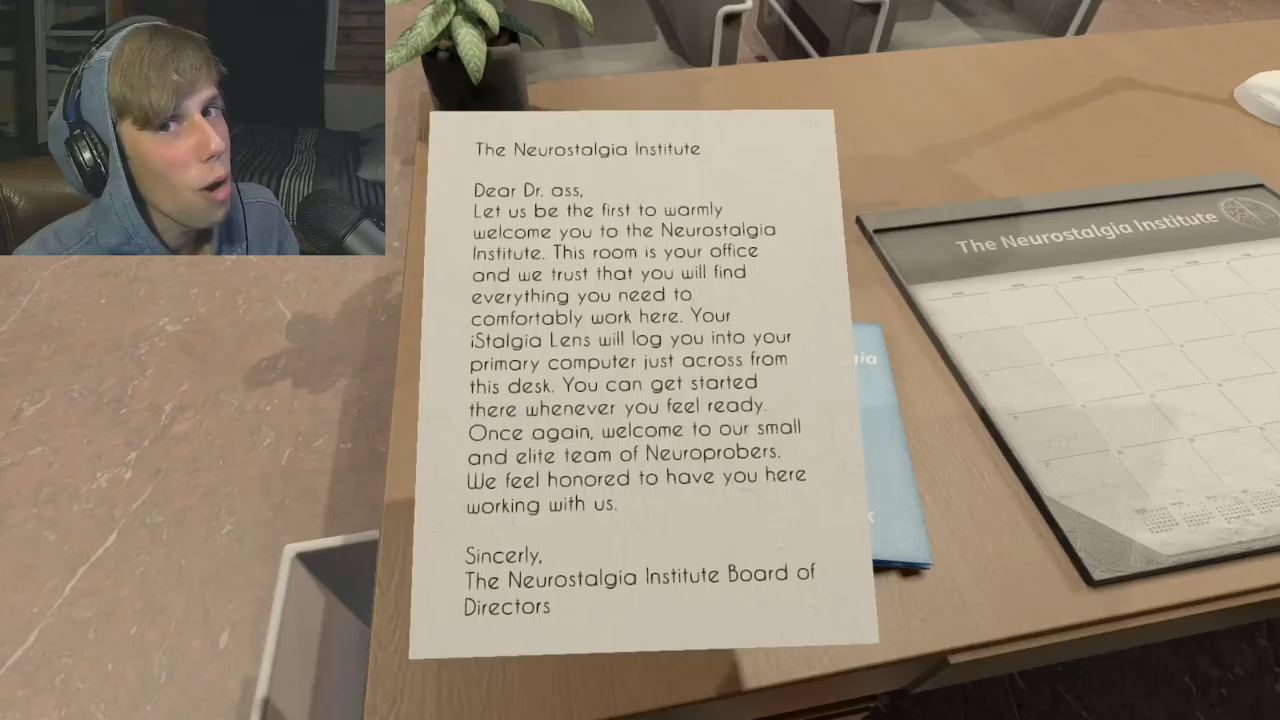 The Neurostalgia Institute
Dear Dr. ass,
Let us be the first to warmly
welcome you to the Neurostalgia
Institute. This room is your office
and we trust that you will find
everything you need to
comfortably work here. Your
iStalgia Lens will log you into your
primary computer just across from
this desk. You can get started
there whenever you feel ready.
Once again, welcome to our small
and elite team of Neuroprobers.
We feel honored to have you here
working with us.
Sincerly,
The Neurostalgia Institute Board of
Directors
The Neurostalgia Institute